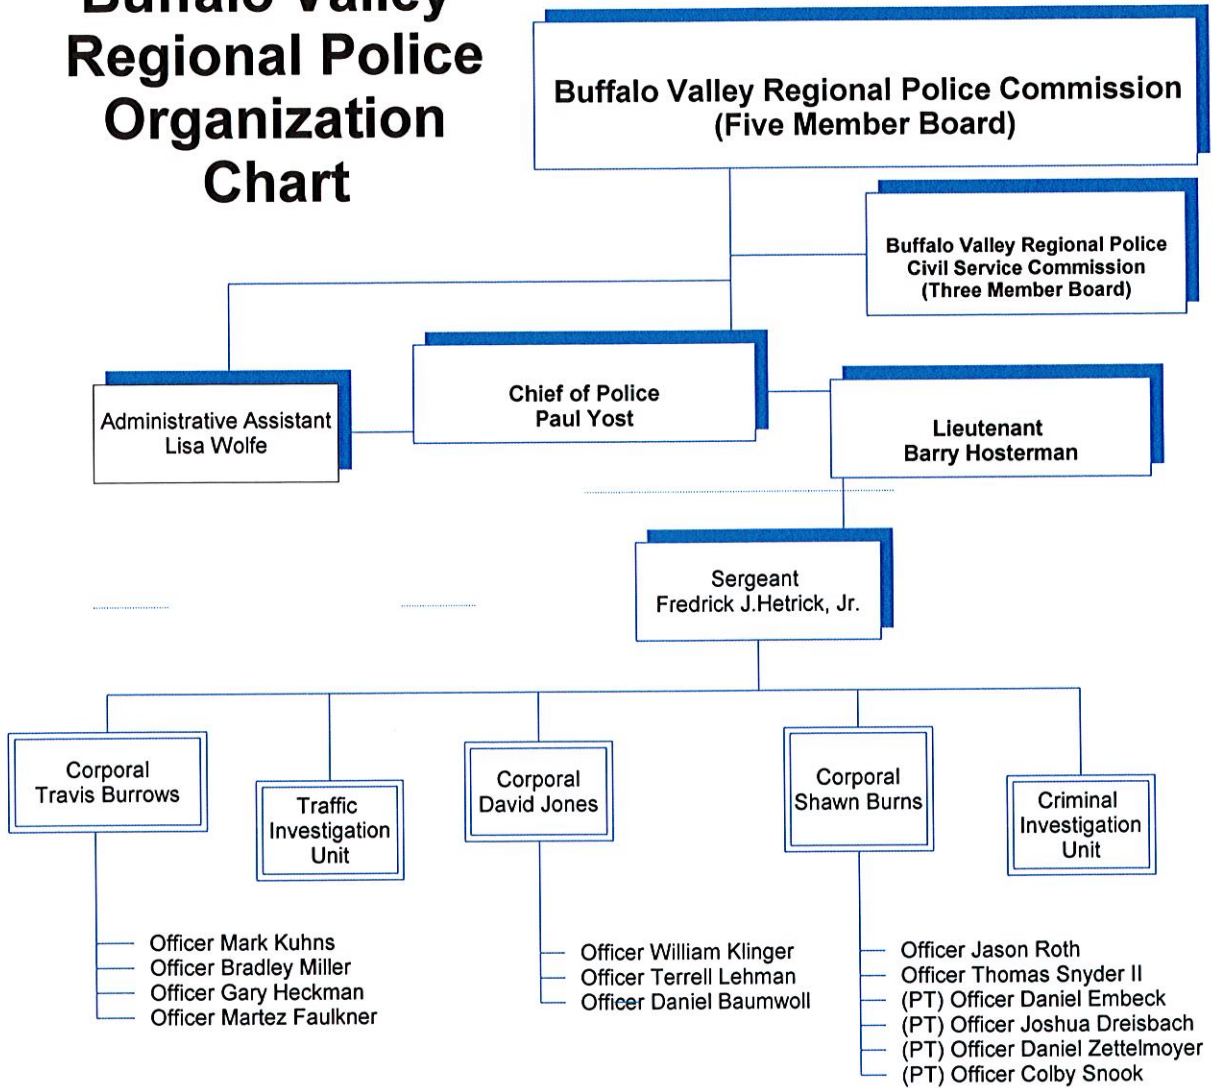 Buffalo Valley
Regional Police
Organization
Chart
Buffalo Valley Regional Police Commission
(Five Member Board)
Buffalo Valley Regional Police
Civil Service Commission
(Three Member Board)
Administrative Assistant
Lisa Wolfe
Chief of Police
Paul Yost
Lieutenant
Barry Hosterman
Sergeant
Fredrick J.Hetrick, Jr.
Corporal
Travis Burrows
Traffic
Investigation
Unit
Corporal
David Jones
Corporal
Shawn Burns
Criminal
Investigation
Unit
Officer Mark Kuhns
Officer Bradley Miller
Officer Gary Heckman
Officer Martez Faulkner
Officer William Klinger
Officer Terrell Lehman
Officer Daniel Baumwoll
Officer Jason Roth
Officer Thomas Snyder II
(PT) Officer Daniel Embeck
(PT) Officer Joshua Dreisbach
(PT) Officer Daniel Zettelmoyer
(PT) Officer Colby Snook